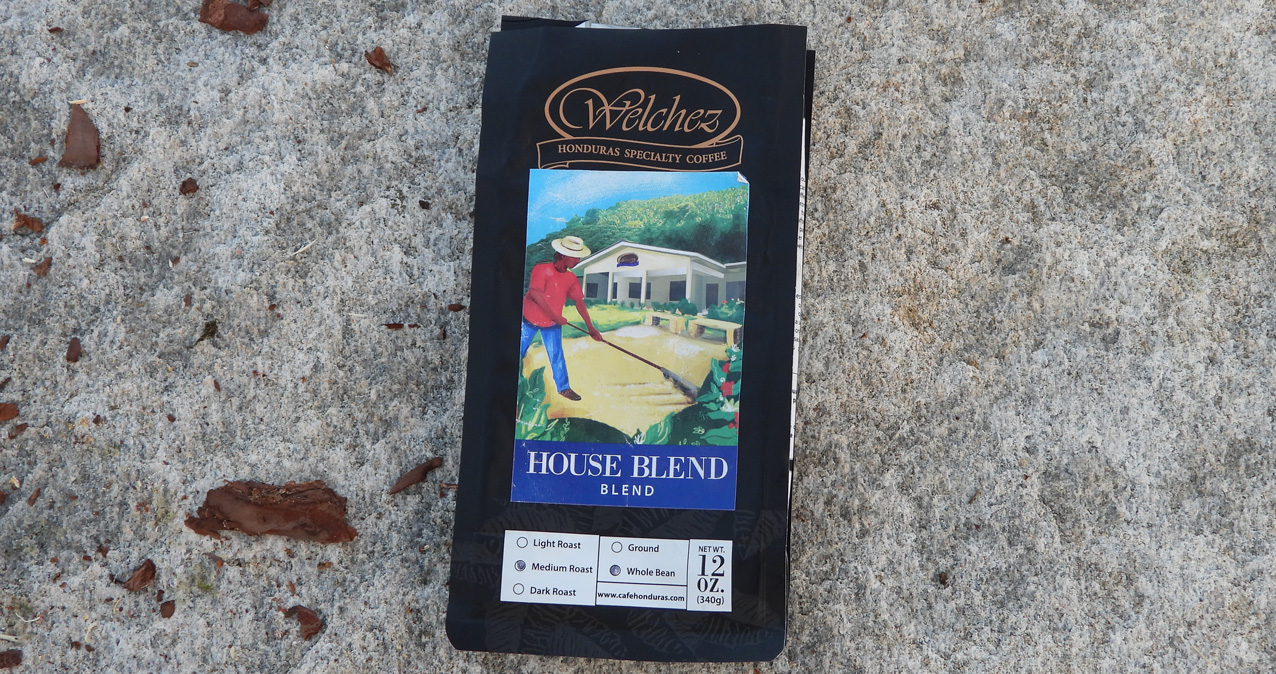 Welchez
HONDURAS SPECIALTY COFFEE
HOUSE BLEND
BLEND
Light Roast
Medium Roast
Dark Roast
Ground
Whole Bean
www.cafehonduras.com
NET WT.
12
OZ.
(340g)